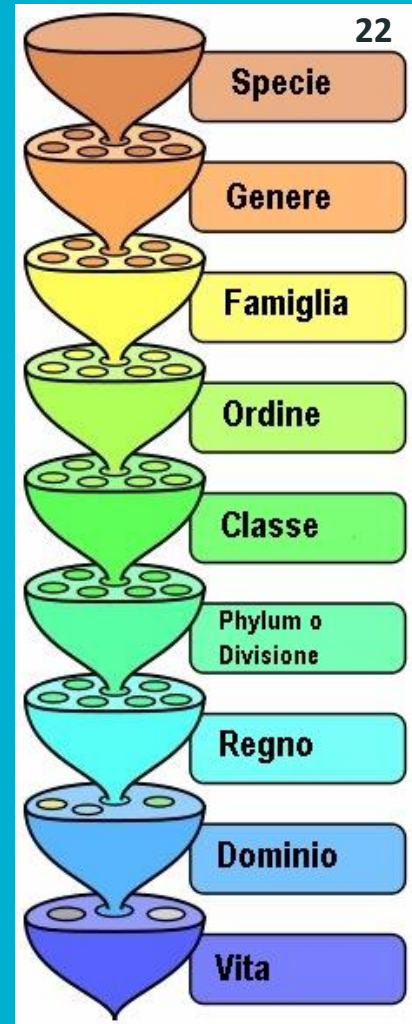 22
Specie
Genere
Famiglia
Ordine
Classe
Phylum o
Divisione
Regno
Dominio
Vita